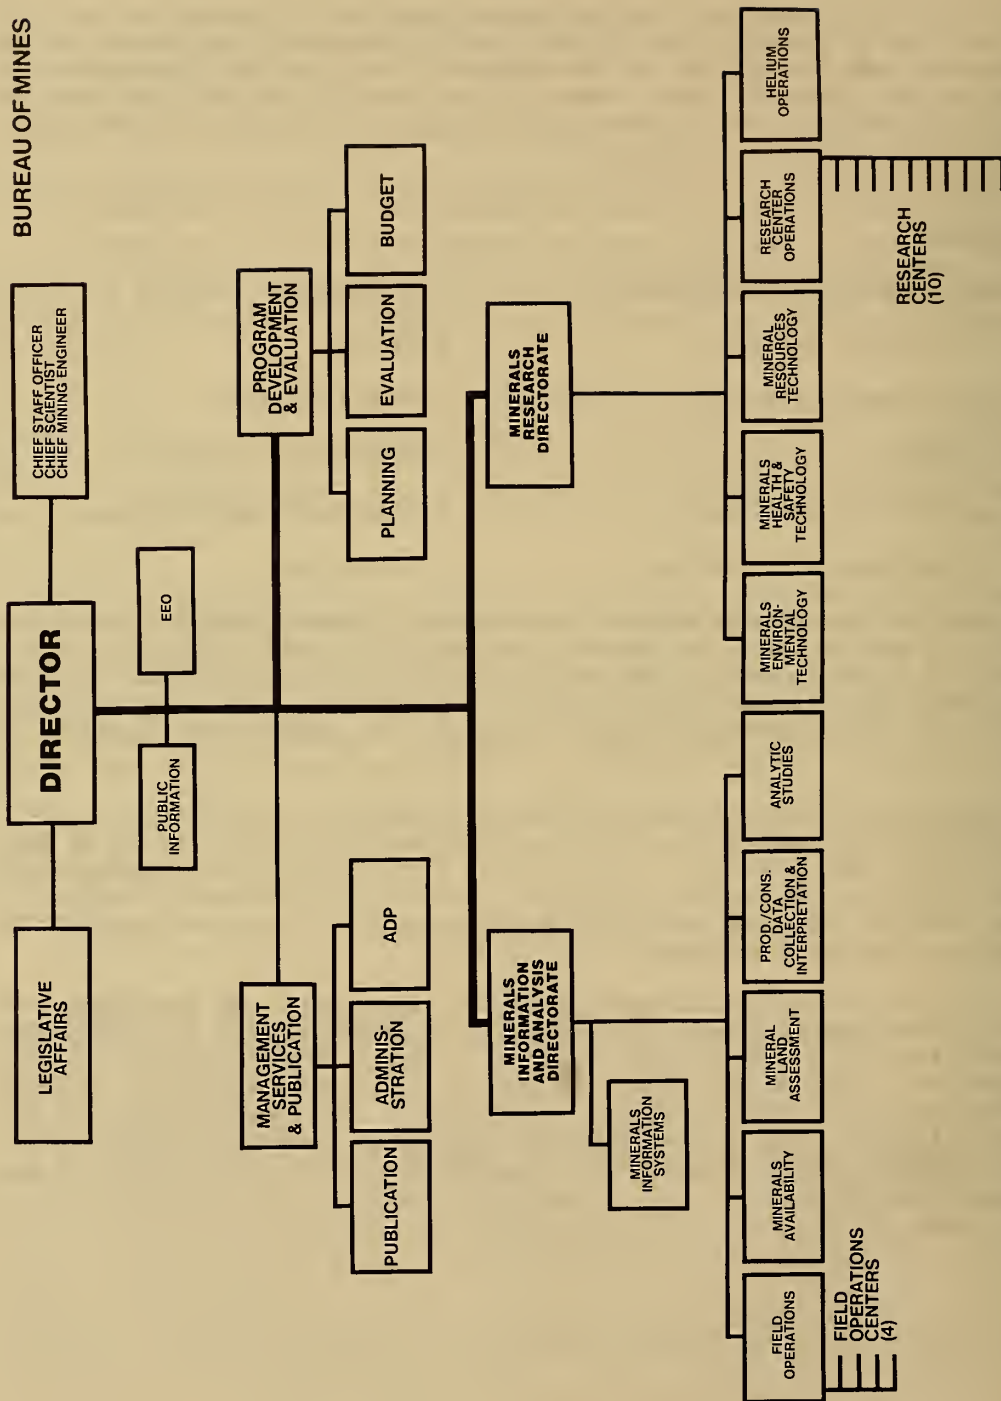 BUREAU OF MINES
LEGISLATIVE
AFFAIRS
DIRECTOR
CHIEF STAFF OFFICER
CHIEF SCIENTIST
CHIEF MINING ENGINEER
PUBLIC
INFORMATION
EEO
MANAGEMENT
SERVICES
& PUBLICATION
PROGRAM
DEVELOPMENT
& EVALUATION
PUBLICATION
ADMINIS-
STRATION
ADP
PLANNING
EVALUATION
BUDGET
MINERALS
INFORMATION
AND ANALYSIS
DIRECTORATE
MINERALS
RESEARCH
DIRECTORATE
MINERALS
INFORMATION
SYSTEMS
FIELD
OPERATIONS
MINERALS
AVAILABILITY
MINERAL
LAND
ASSESSMENT
PROD./CONS.
DATA
COLLECTION &
INTERPRETATION
ANALYTIC
STUDIES
MINERALS
ENVIRON-
MENTAL
TECHNOLOGY
MINERALS
HEALTH &
SAFETY
TECHNOLOGY
MINERAL
RESOURCES
TECHNOLOGY
RESEARCH
CENTER
OPERATIONS
HELIUM
OPERATIONS
FIELD
OPERATIONS
CENTERS
(4)
RESEARCH
CENTERS
(10)